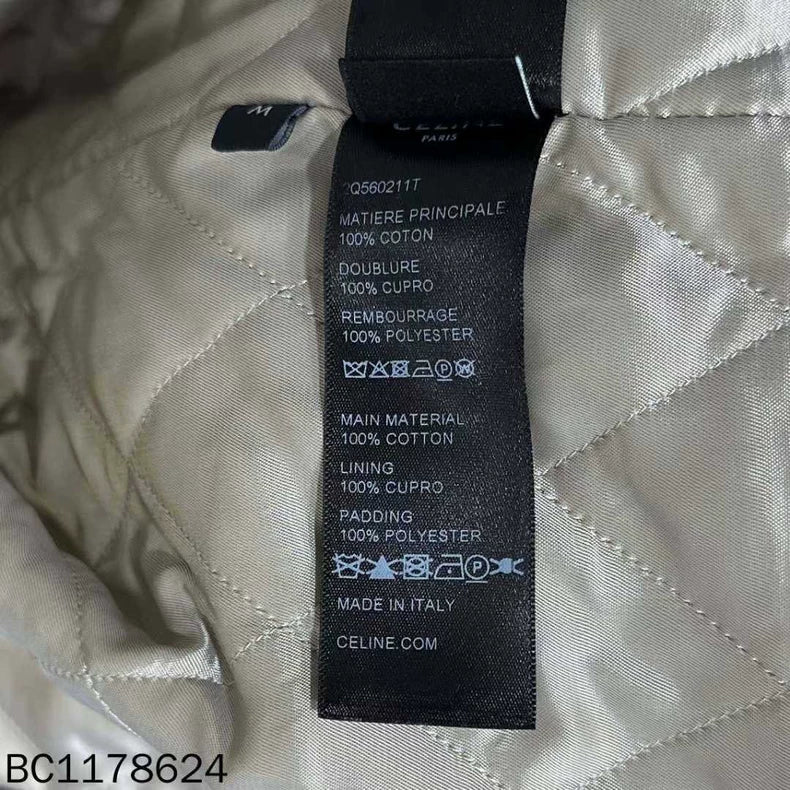 M
CELINE
PARIS
2Q560211T
MATIERE PRINCIPALE
100% COTON
DOUBLURE
100% CUPRO
REMBOURRAGE
100% POLYESTER
MAIN MATERIAL
100% COTTON
LINING
100% CUPRO
PADDING
100% POLYESTER
MADE IN ITALY
CELINE.COM
BC1178624